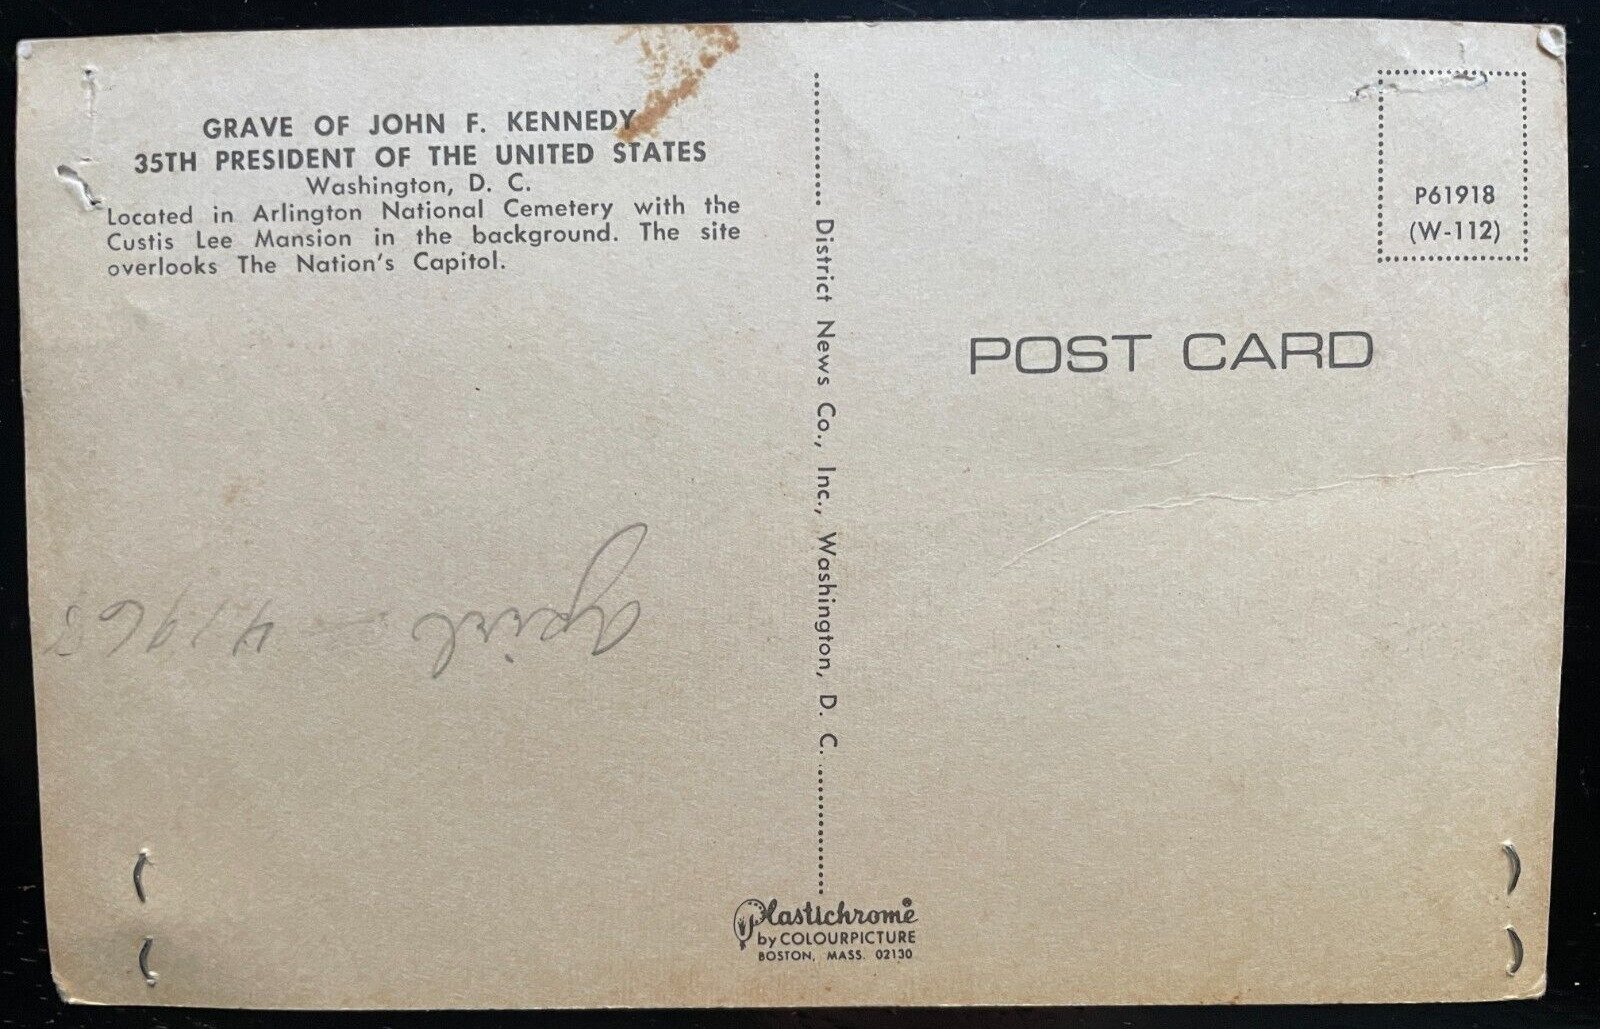 GRAVE OF JOHN F. KENNEDY
35TH PRESIDENT OF THE UNITED STATES
Washington, D. C.
Located in Arlington National Cemetery with the
Custis Lee Mansion in the background. The site
overlooks The Nation's Capitol.
April - 4, 1968
District News Co., Inc., Washington, D. C.
P61918
(W-112)
POST CARD
Plastichrome®
by COLOURPICTURE
BOSTON, MASS. 02130